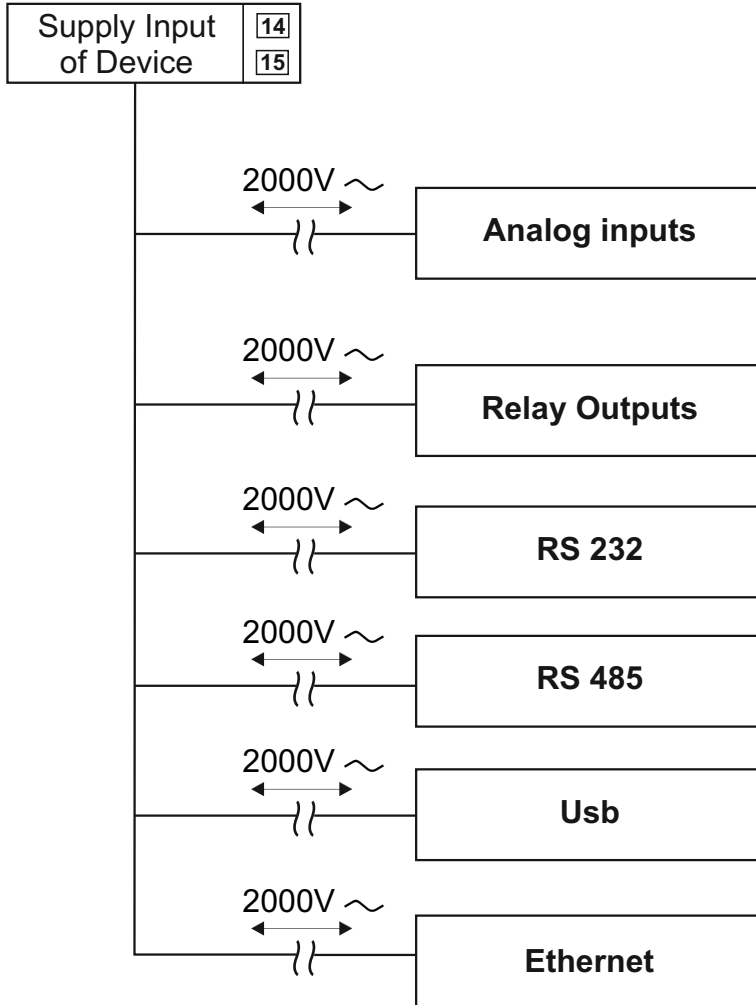 Supply Input 14
of Device 15
2000V ~
Analog inputs
2000V ~
Relay Outputs
2000V ~
RS 232
2000V ~
RS 485
2000V ~
Usb
2000V ~
Ethernet